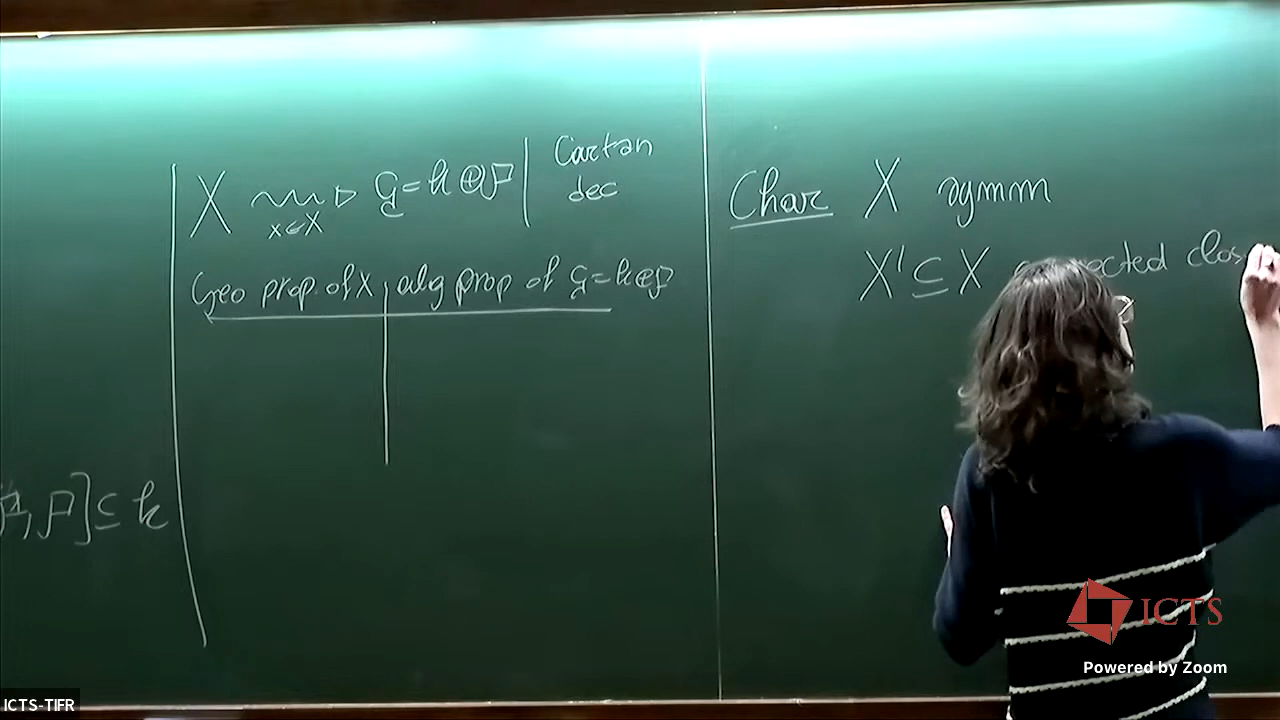 X ⇝ 𝔤 = 𝔨 ⊕ 𝔭 | Cartan
x ∈ X
dec
Geo prop. of X | alg prop of 𝔤 = 𝔨 ⊕ 𝔭
, 𝔭] ⊆ 𝔨
Char X symm
X' ⊆ X
ICTS
Powered by Zoom
ICTS-TIFR